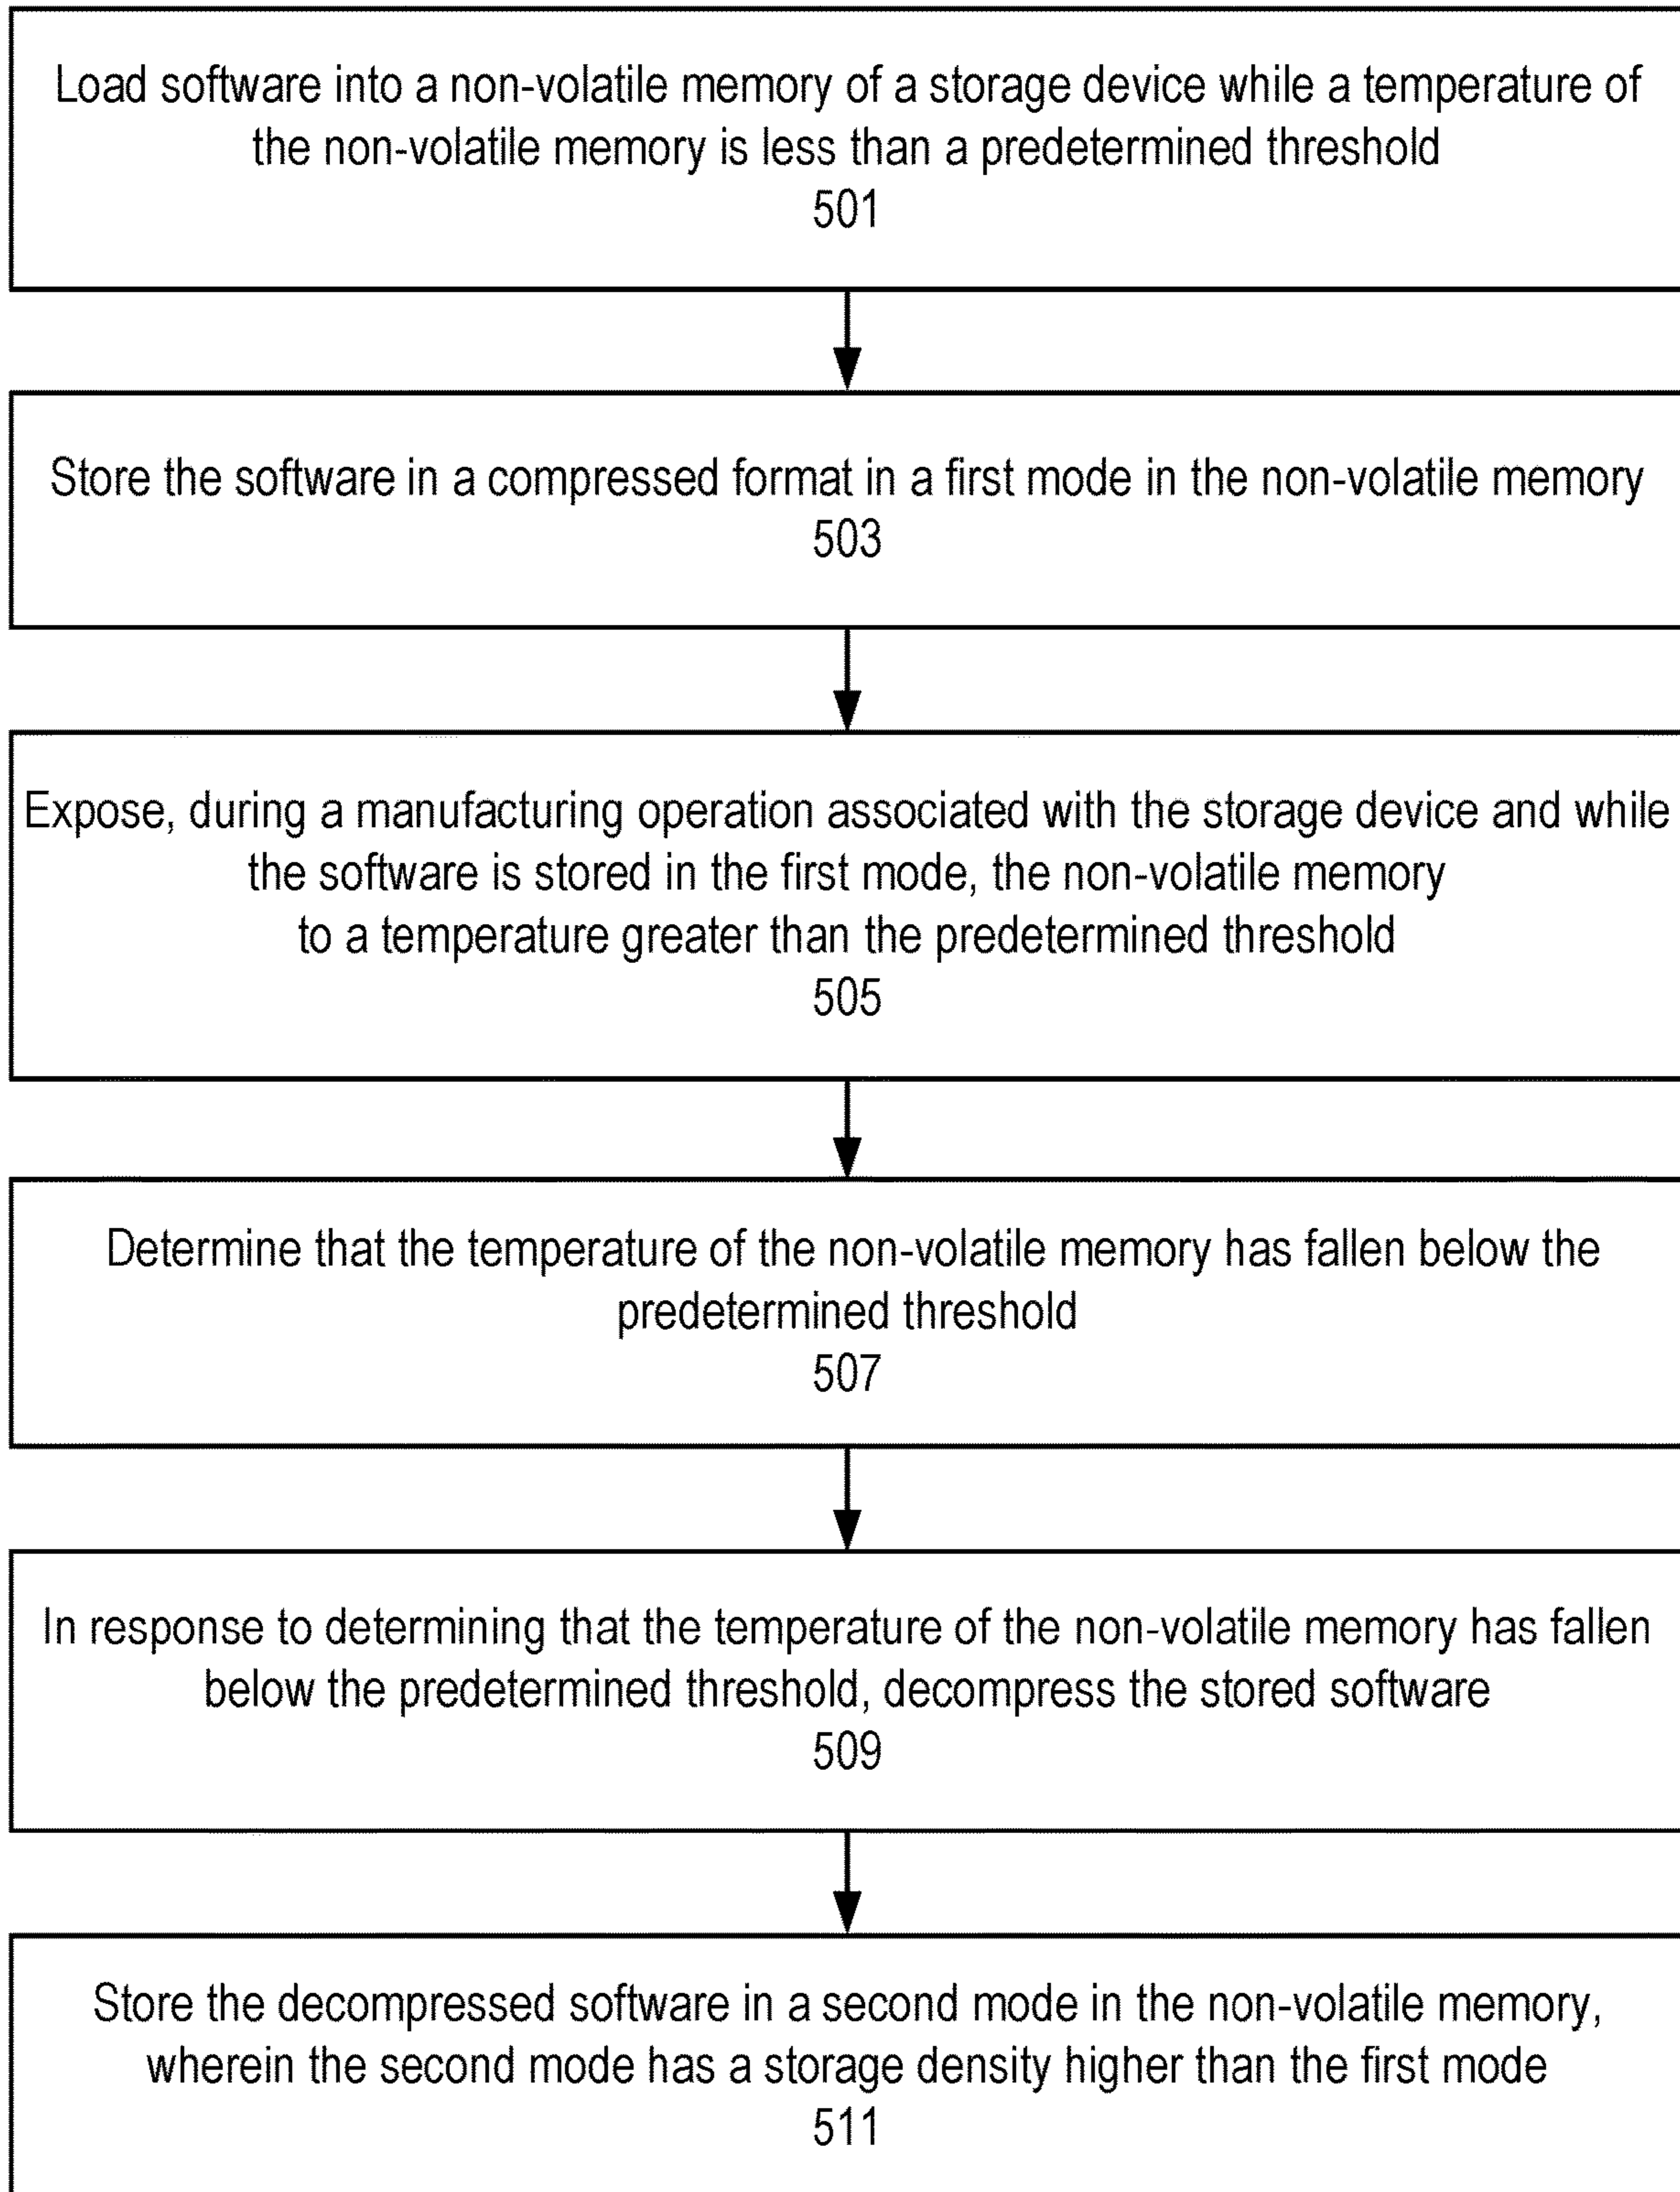 Load software into a non-volatile memory of a storage device while a temperature of
the non-volatile memory is less than a predetermined threshold
501
Store the software in a compressed format in a first mode in the non-volatile memory
503
Expose, during a manufacturing operation associated with the storage device and while
the software is stored in the first mode, the non-volatile memory
to a temperature greater than the predetermined threshold
505
Determine that the temperature of the non-volatile memory has fallen below the
predetermined threshold
507
In response to determining that the temperature of the non-volatile memory has fallen
below the predetermined threshold, decompress the stored software
509
Store the decompressed software in a second mode in the non-volatile memory,
wherein the second mode has a storage density higher than the first mode
511